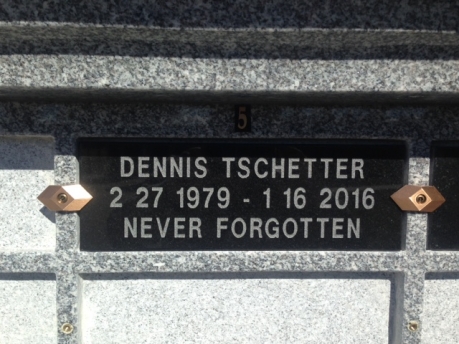 5
DENNIS TSCHETTER
2 27 1979 - 1 16 2016
NEVER FORGOTTEN